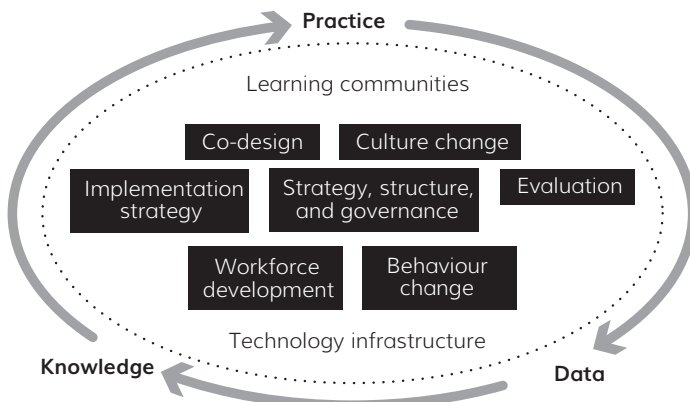 Practice
Learning communities
Co-design
Culture change
Implementation
strategy
Strategy, structure,
and governance
Evaluation
Workforce
development
Behaviour
change
Technology infrastructure
Knowledge
Data